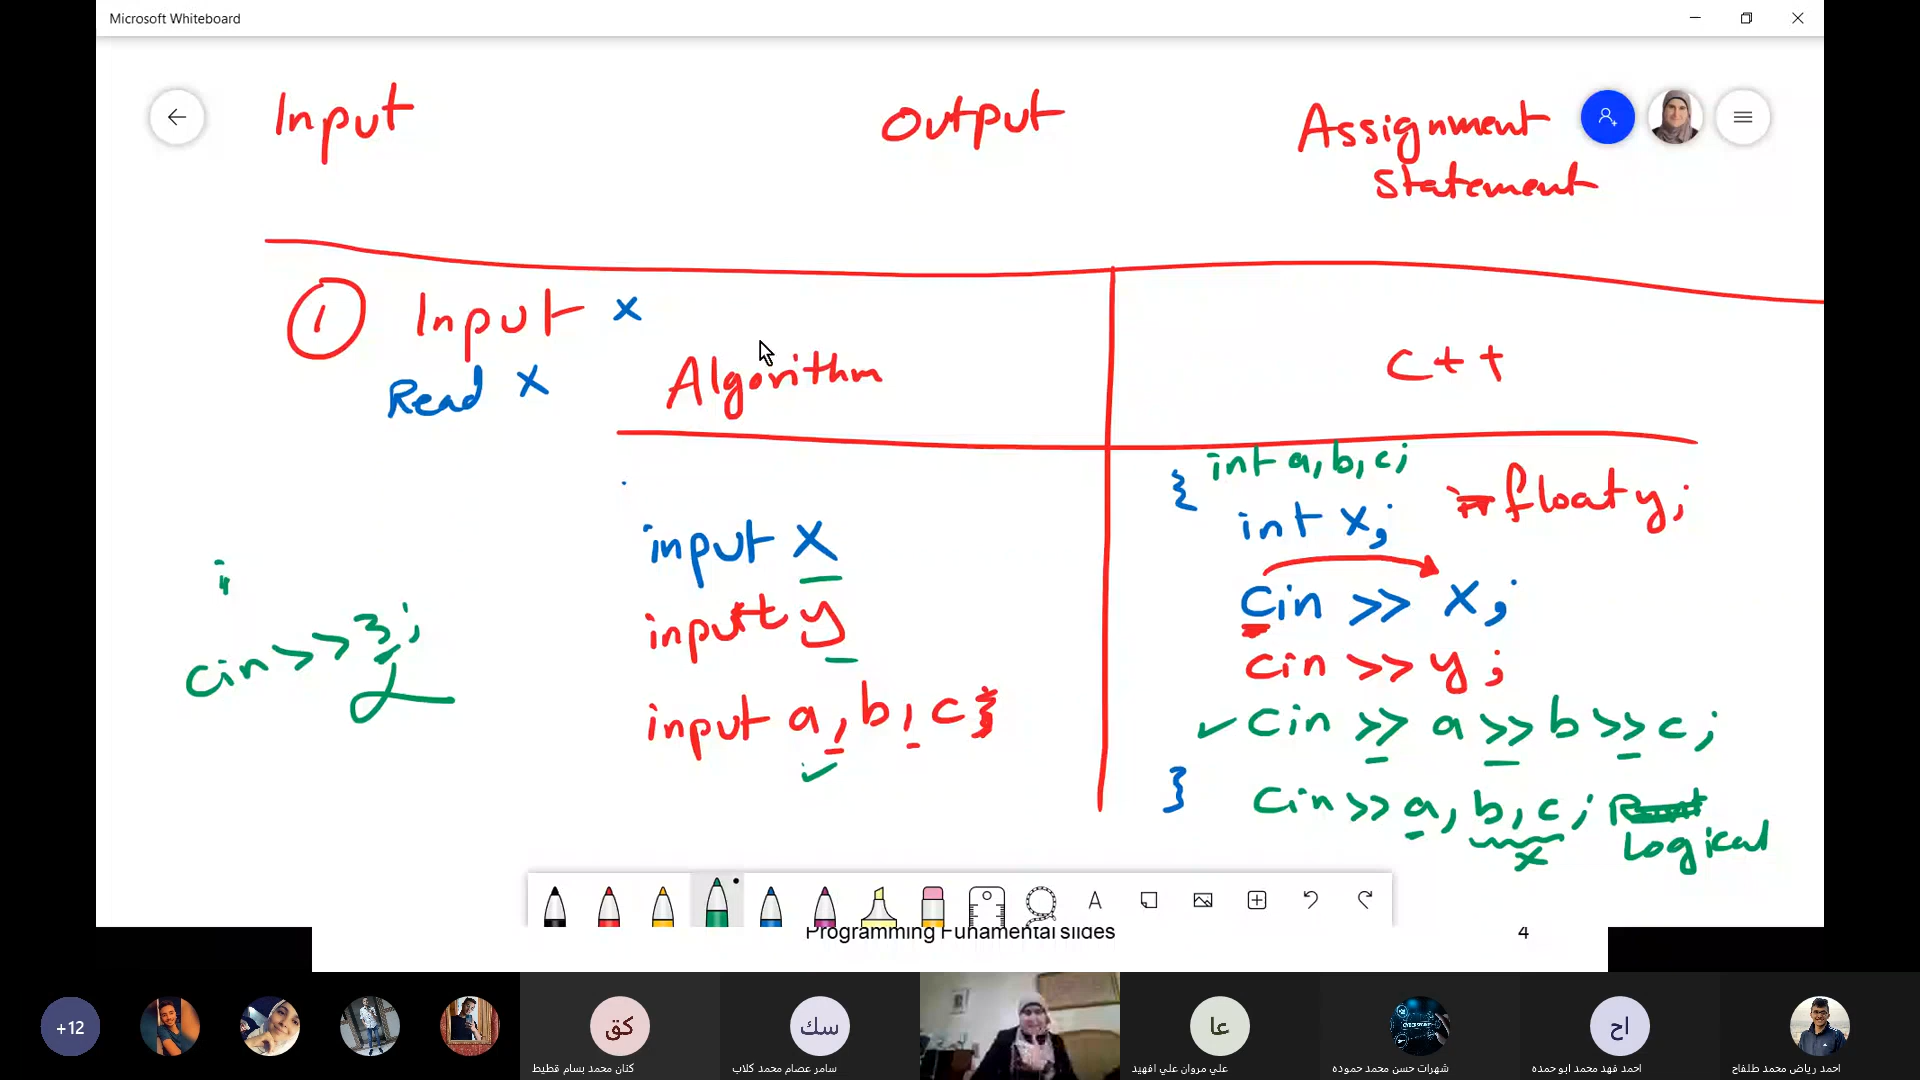 Microsoft Whiteboard
Input
Output
Assignment
Statement
1 Input x
Read x
Algorithm
C++
int a, b, c;
{
int x;
float y;
input x
cin >> x;
input y
cin >> 3;
cin >> y;
input a, b, c
cin >> a >> b >> c;
}
cin >> a, b, c;
x
Logical
A
Programming Funamental slides
4
+12
كق
سك
عا
اح
كنان محمد بسام قطيط
سامر عصام محمد كلاب
علي مروان علي افهيد
شهرات حسن محمد حموده
احمد فهد محمد ابو حمده
احمد رياض محمد طلفاح